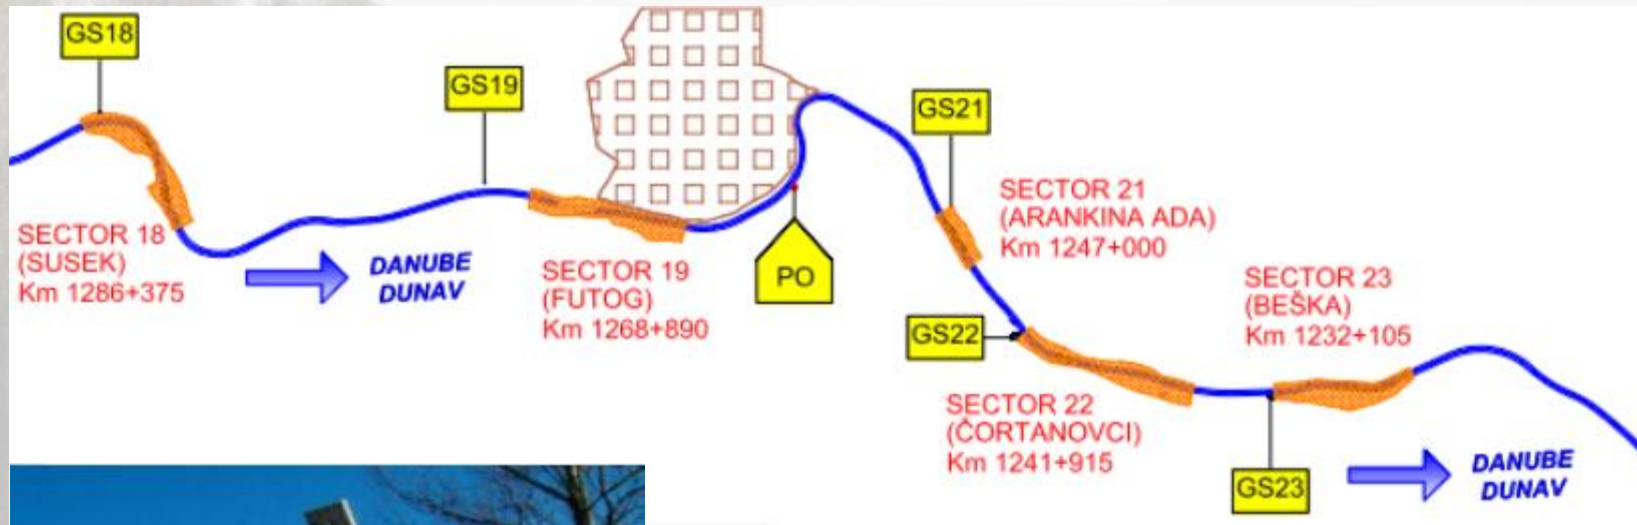 GS18
GS19
GS21
SECTOR 21
(ARANKINA ADA)
Km 1247+000
SECTOR 18
(SUSEK)
Km 1286+375
DANUBE
DUNAV
SECTOR 19
(FUTOG)
Km 1268+890
PO
SECTOR 23
(BEŠKA)
Km 1232+105
GS22
SECTOR 22
(ČORTANOVCI)
Km 1241+915
GS23
DANUBE
DUNAV